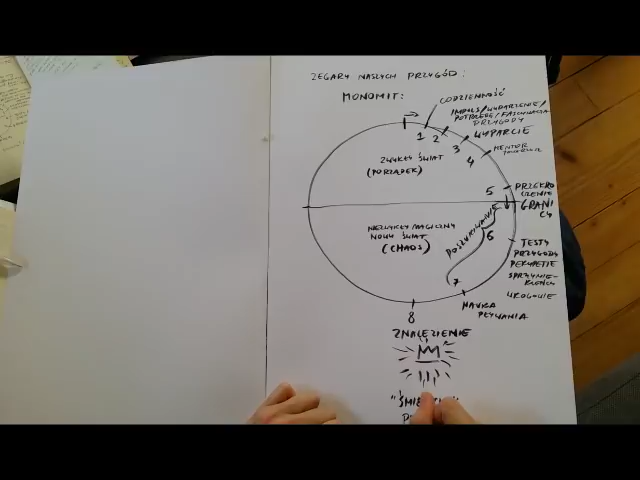 ZEGARY NASZYCH PRZYGÓD:
MONOMIT:
CODZIENNOŚĆ
IMPULS/WYDARZENIE/
POTRZEBA/FASCYNACJA
PRZYGODY
WYPARCIE
MENTOR
1
2
3
4
5
ZWYKŁY ŚWIAT
(PORZĄDEK)
PRZEKRO
CZENIE
GRANI
CY
NIEZWYKŁY/MAGICZNY
NOWY ŚWIAT
(CHAOS)
POSZUKIWANIE
6
TESTY
PRZYGODY
PERYPETIE
SPRZYMIE-
RZEŃCY
WROGOWIE
7
NAUKA
PŁYWANIA
8
ZNALEZIENIE